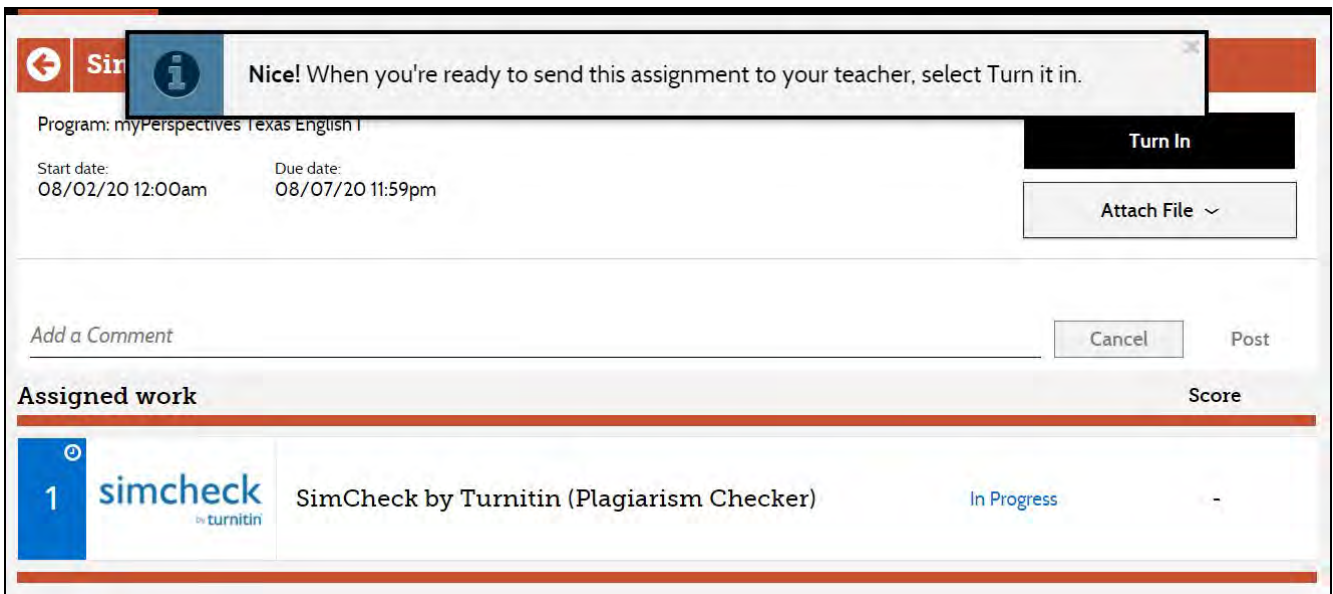 Sim
Nice! When you're ready to send this assignment to your teacher, select Turn it in.
Program: myPerspectives Texas English I
Turn In
Start date:
Due date:
08/02/20 12:00am
08/07/20 11:59pm
Attach File
Add a Comment
Cancel
Post
Assigned work
Score
1
simcheck
by turnitin
SimCheck by Turnitin (Plagiarism Checker)
In Progress
-